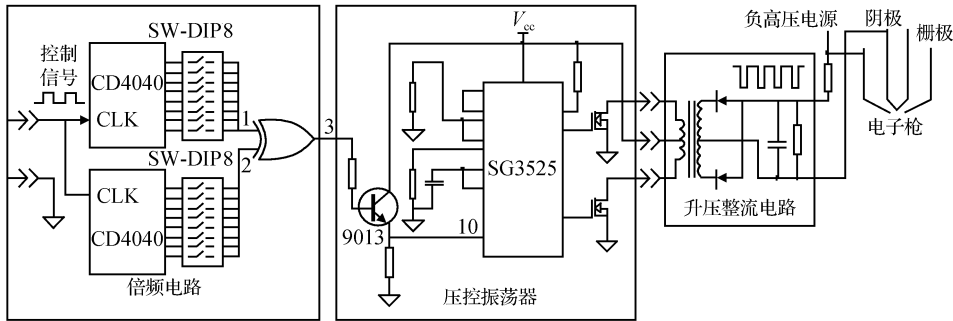 SW-DIP8
控制
信号
CD4040
CLK
1
2
3
SW-DIP8
CLK
CD4040
倍频电路
Vcc
SG3525
9013
10
压控振荡器
负高压电源
阴极
栅极
电子枪
升压整流电路